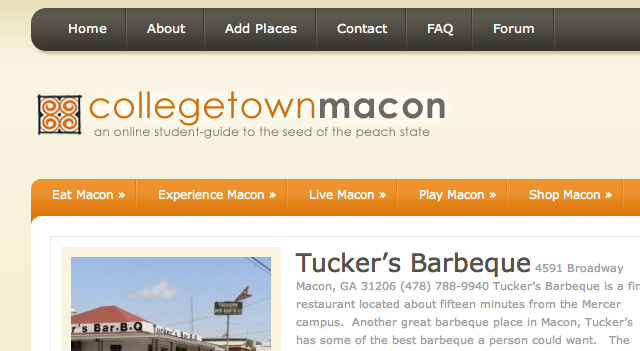 Home About Add Places Contact FAQ Forum
collegetownmacon
an online student-guide to the seed of the peach state
Eat Macon » Experience Macon » Live Macon » Play Macon » Shop Macon »
Tucker’s Barbeque 4591 Broadway
Macon, GA 31206 (478) 788-9940 Tucker’s Barbeque is a fin
restaurant located about fifteen minutes from the Mercer
campus. Another great barbeque place in Macon, Tucker’s
has some of the best barbeque a person could want. The
r's Bar.B.Q Tucker's Bar.B.Q